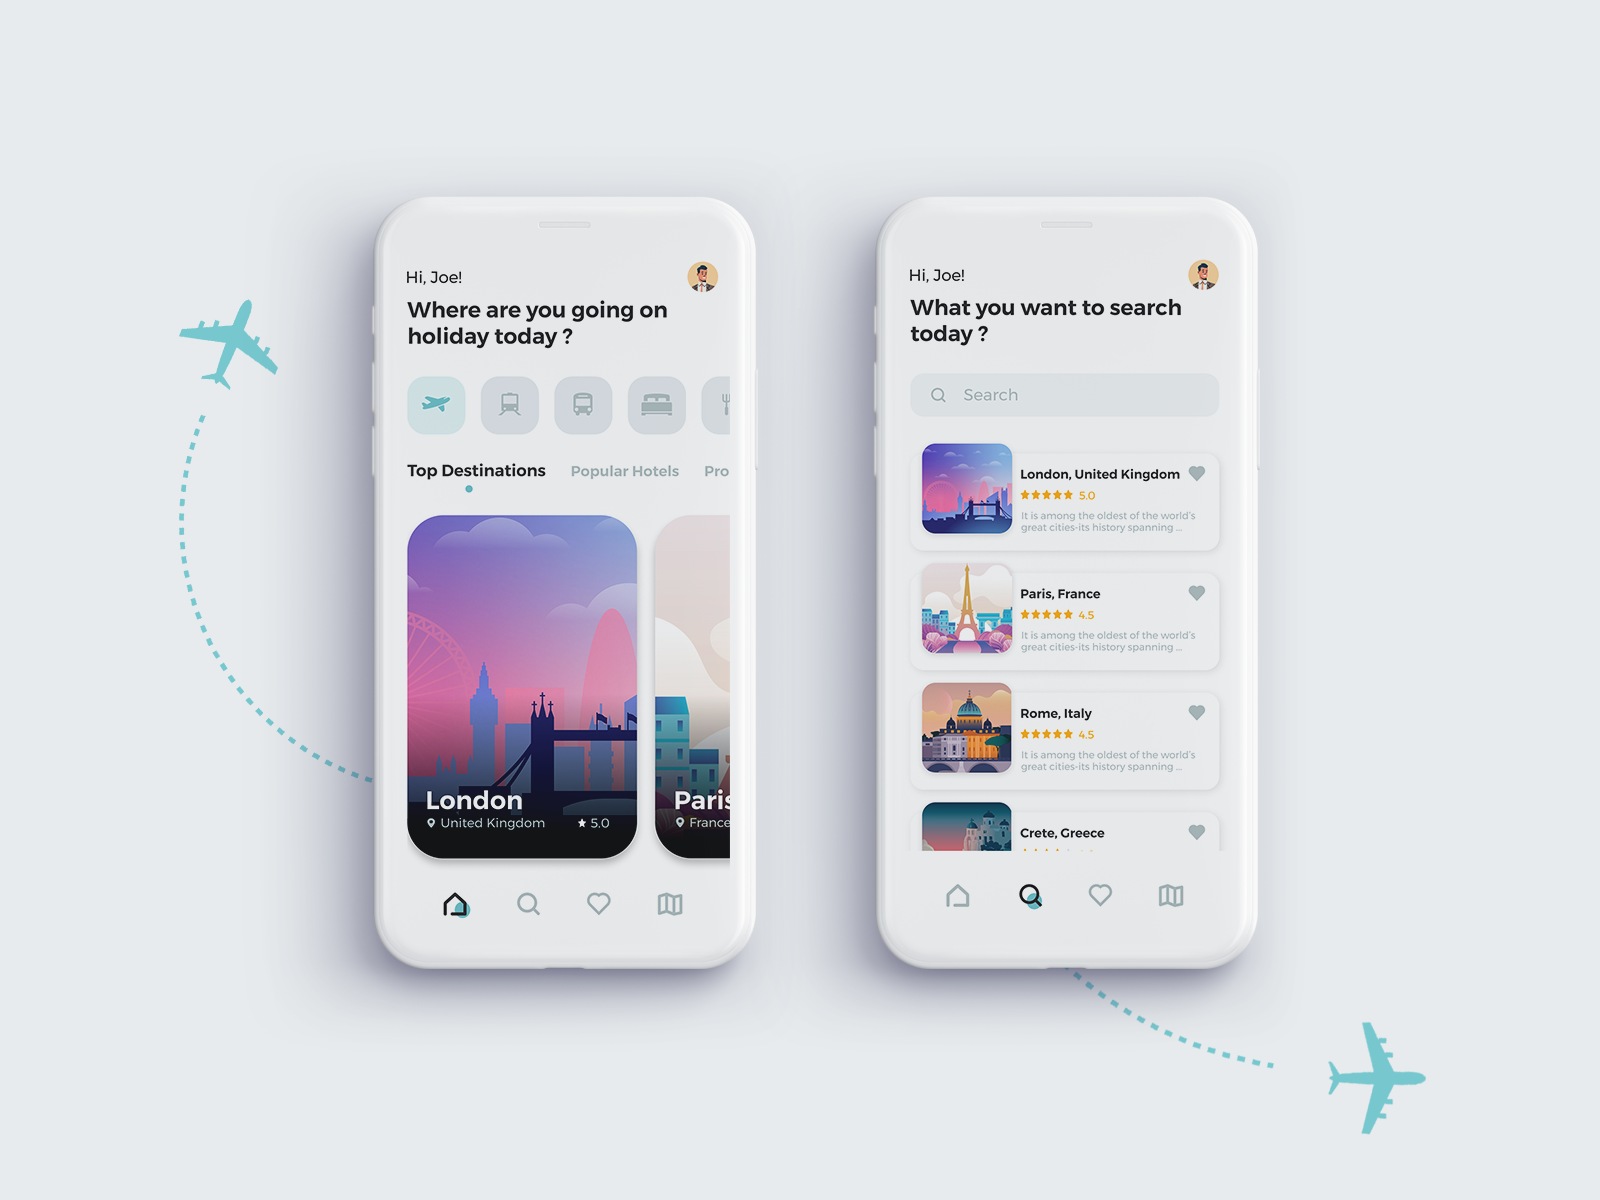 Hi, Joe!
Where are you going on
holiday today ?
Top Destinations
Popular Hotels
Pro
London
United Kingdom
5.0
Paris
France
Hi, Joe!
What you want to search
today ?
Search
London, United Kingdom
5.0
It is among the oldest of the world's
great cities-its history spanning ...
Paris, France
4.5
It is among the oldest of the world's
great cities-its history spanning ...
Rome, Italy
4.5
It is among the oldest of the world's
great cities-its history spanning ...
Crete, Greece